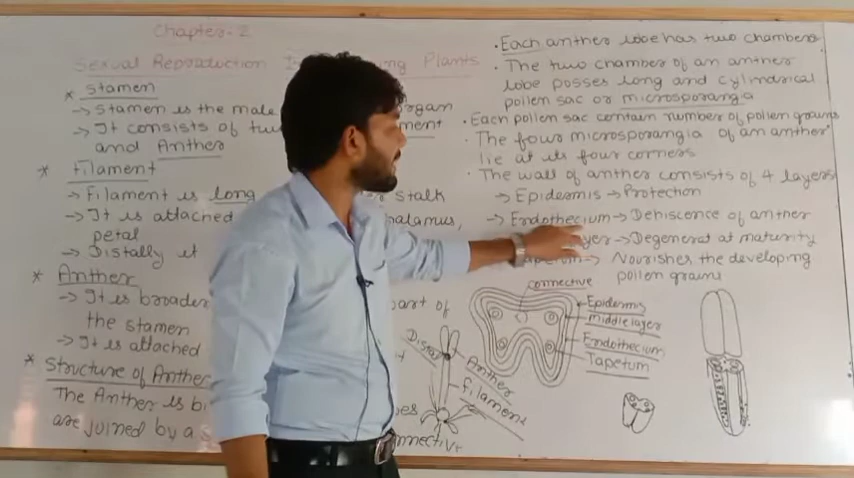 Chapter-2
Sexual Reproduction Plants
* Stamen
→ Stamen is the male organ
→ It consists of
and Anther
* Filament
→ Filament is long stalk
→ It is attached
petal
→ Distally it
* Anther
→ It is broader part of
the stamen
→ It is attached
* Structure of Anther
The Anther is
are joined by a
• Each anther lobe has two chambers
• The two chamber of an anther
lobe posses long and cylindrical
pollen sac or microsporangia
• Each pollen sac contain number of pollen grains
• The four microsporangia of an anther
lie at its four corners
• The wall of anther consists of 4 layers
→ Epidermis → Protection
→ Endothecium → Dehiscence of anther
→ Degenerat at maturity
→ Nourishes the developing
pollen grains
connective
Epidermis
middle layer
Endothecium
Tapetum
Anther
filament